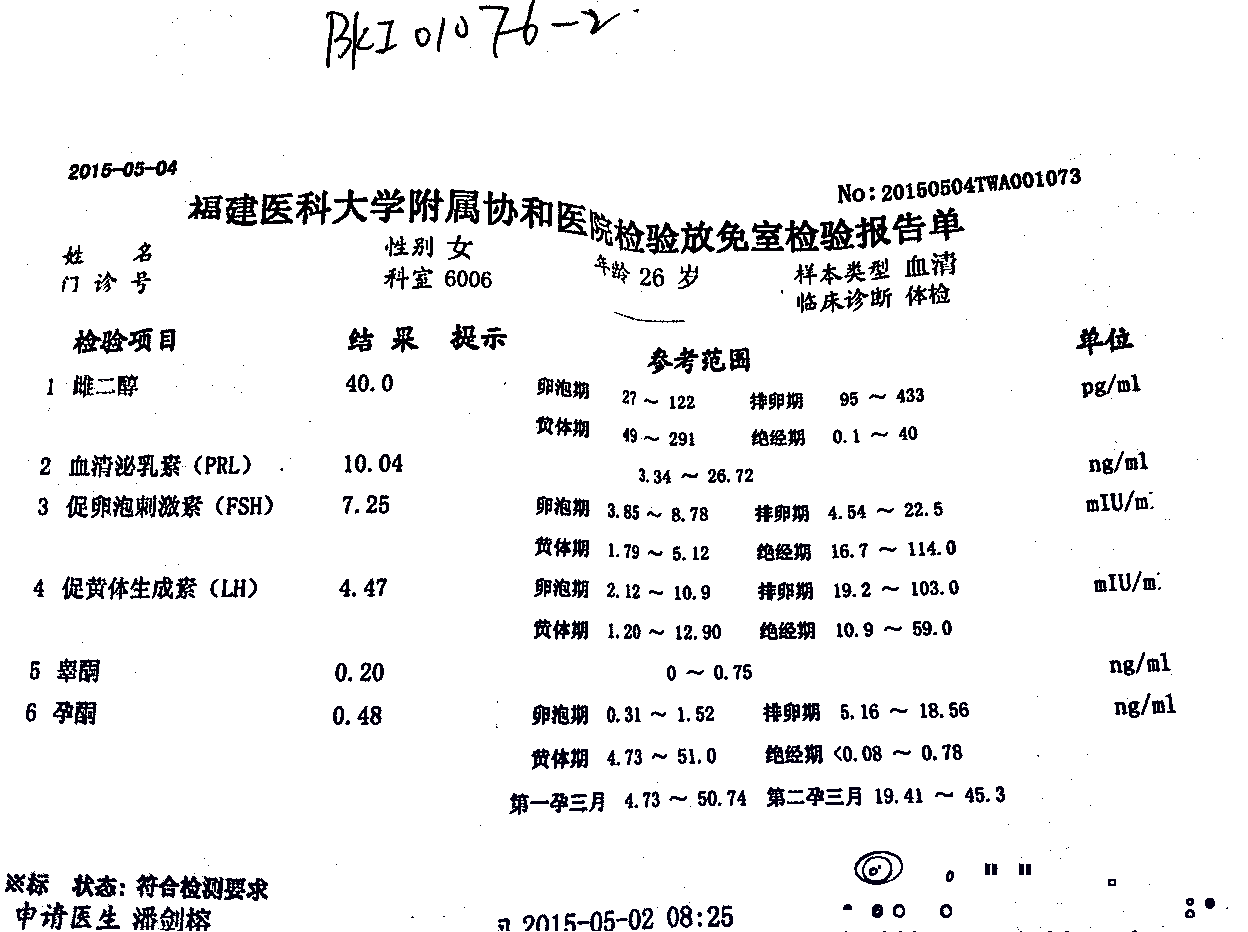 BKI01076-2
2015-05-04
No:20150504TWA001073
福建医科大学附属协和医院检验放免室检验报告单
姓 名 性别 女 年龄 26 岁 样本类型 血清
门诊号 科室 6006 临床诊断 体检
检验项目 结果 提示 参考范围 单位
1 雌二醇 40.0 卵泡期 27～122 排卵期 95～433 pg/ml
黄体期 49～291 绝经期 0.1～40
2 血清泌乳素（PRL） 10.04 3.34～26.72 ng/ml
3 促卵泡刺激素（FSH） 7.25 卵泡期 3.85～8.78 排卵期 4.54～22.5 mIU/m
黄体期 1.79～5.12 绝经期 16.7～114.0
4 促黄体生成素（LH） 4.47 卵泡期 2.12～10.9 排卵期 19.2～103.0 mIU/m
黄体期 1.20～12.90 绝经期 10.9～59.0
5 睾酮 0.20 0～0.75 ng/ml
6 孕酮 0.48 卵泡期 0.31～1.52 排卵期 5.16～18.56 ng/ml
黄体期 4.73～51.0 绝经期 <0.08～0.78
第一孕三月 4.73～50.74 第二孕三月 19.41～45.3
※标 状态: 符合检测要求
申请医生 潘剑榕 2015-05-02 08:25